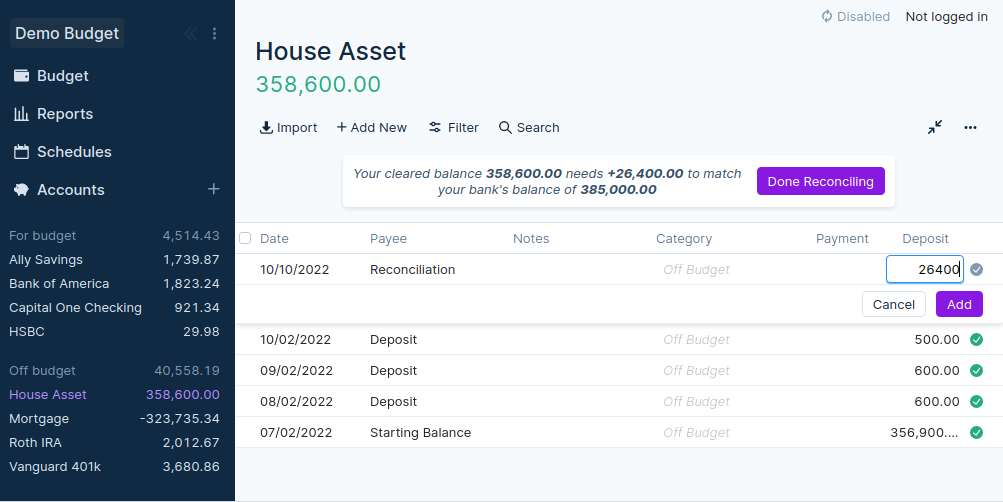 Demo Budget
Budget
Reports
Schedules
Accounts
For budget 4,514.43
Ally Savings 1,739.87
Bank of America 1,823.24
Capital One Checking 921.34
HSBC 29.98
Off budget 40,558.19
House Asset 358,600.00
Mortgage -323,735.34
Roth IRA 2,012.67
Vanguard 401k 3,680.86
Disabled Not logged in
House Asset
358,600.00
Import + Add New Filter Search
Your cleared balance 358,600.00 needs +26,400.00 to match
your bank's balance of 385,000.00
Done Reconciling
Date Payee Notes Category Payment Deposit
10/10/2022 Reconciliation Off Budget 26400
Cancel Add
10/02/2022 Deposit Off Budget 500.00
09/02/2022 Deposit Off Budget 600.00
08/02/2022 Deposit Off Budget 600.00
07/02/2022 Starting Balance Off Budget 356,900....